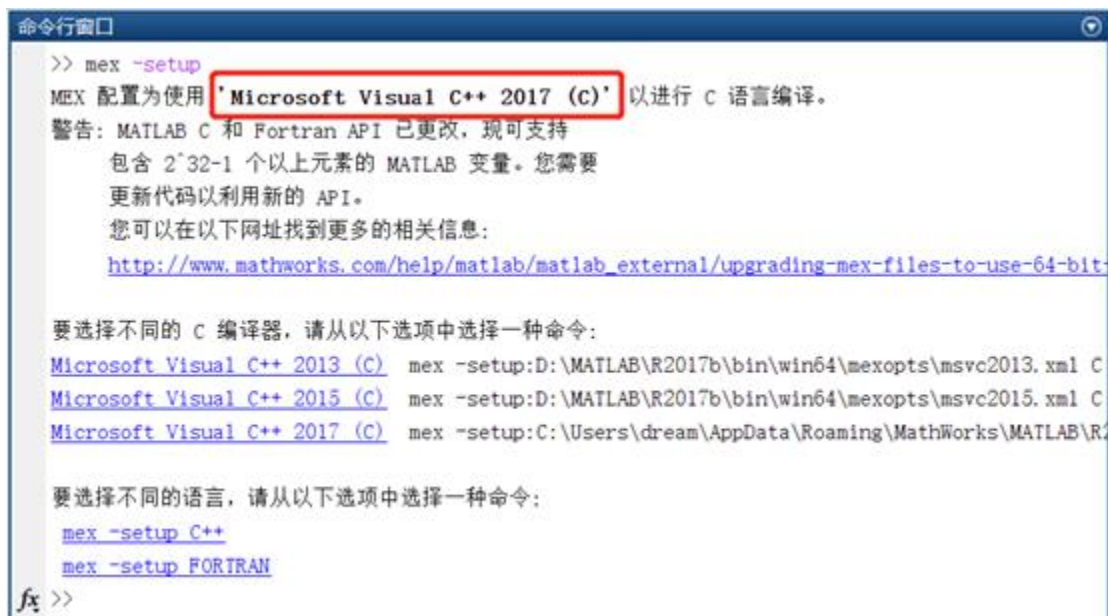 命令行窗口
>> mex -setup
MEX 配置为使用 'Microsoft Visual C++ 2017 (C)' 以进行 C 语言编译。
警告: MATLAB C 和 Fortran API 已更改，现可支持
包含 2^32-1 个以上元素的 MATLAB 变量。您需要
更新代码以利用新的 API。
您可以在以下网址找到更多的相关信息:
http://www.mathworks.com/help/matlab/matlab_external/upgrading-mex-files-to-use-64-bit-
要选择不同的 C 编译器，请从以下选项中选择一种命令:
Microsoft Visual C++ 2013 (C) mex -setup:D:\MATLAB\R2017b\bin\win64\mexopts\msvc2013.xml C
Microsoft Visual C++ 2015 (C) mex -setup:D:\MATLAB\R2017b\bin\win64\mexopts\msvc2015.xml C
Microsoft Visual C++ 2017 (C) mex -setup:C:\Users\dream\AppData\Roaming\MathWorks\MATLAB\R2
要选择不同的语言，请从以下选项中选择一种命令:
mex -setup C++
mex -setup FORTRAN
fx >>